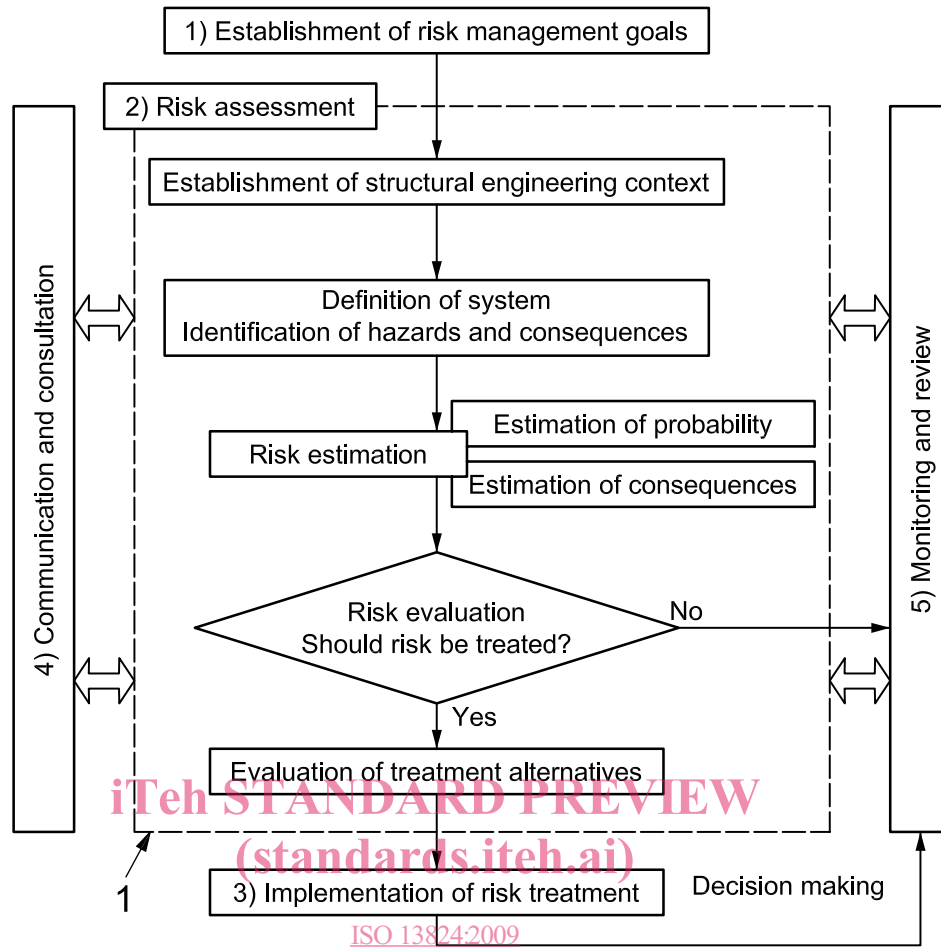 1) Establishment of risk management goals
2) Risk assessment
Establishment of structural engineering context
Definition of system
Identification of hazards and consequences
Estimation of probability
Risk estimation
Estimation of consequences
Risk evaluation
Should risk be treated?
No
Yes
Evaluation of treatment alternatives
4) Communication and consultation
5) Monitoring and review
iTeh STANDARD PREVIEW
(standards.iteh.ai)
1
3) Implementation of risk treatment
Decision making
ISO 13824:2009